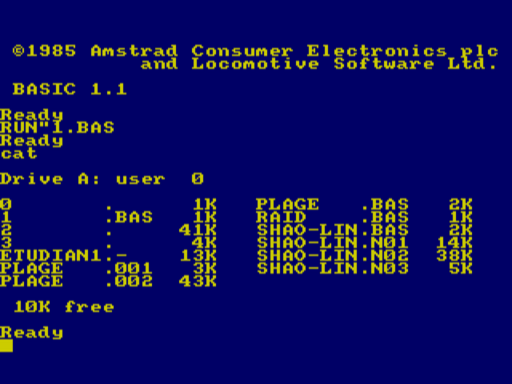 ©1985 Amstrad Consumer Electronics plc
and Locomotive Software Ltd.
BASIC 1.1
Ready
RUN"1.BAS
Ready
cat
Drive A: user 0
0 . 1K PLAGE .BAS 2K
1 .BAS 1K RAID .BAS 1K
2 . 41K SHAO-LIN.BAS 2K
3 . 4K SHAO-LIN.N01 14K
ETUDIAN1.- 13K SHAO-LIN.N02 38K
PLAGE .001 3K SHAO-LIN.N03 5K
PLAGE .002 43K
10K free
Ready